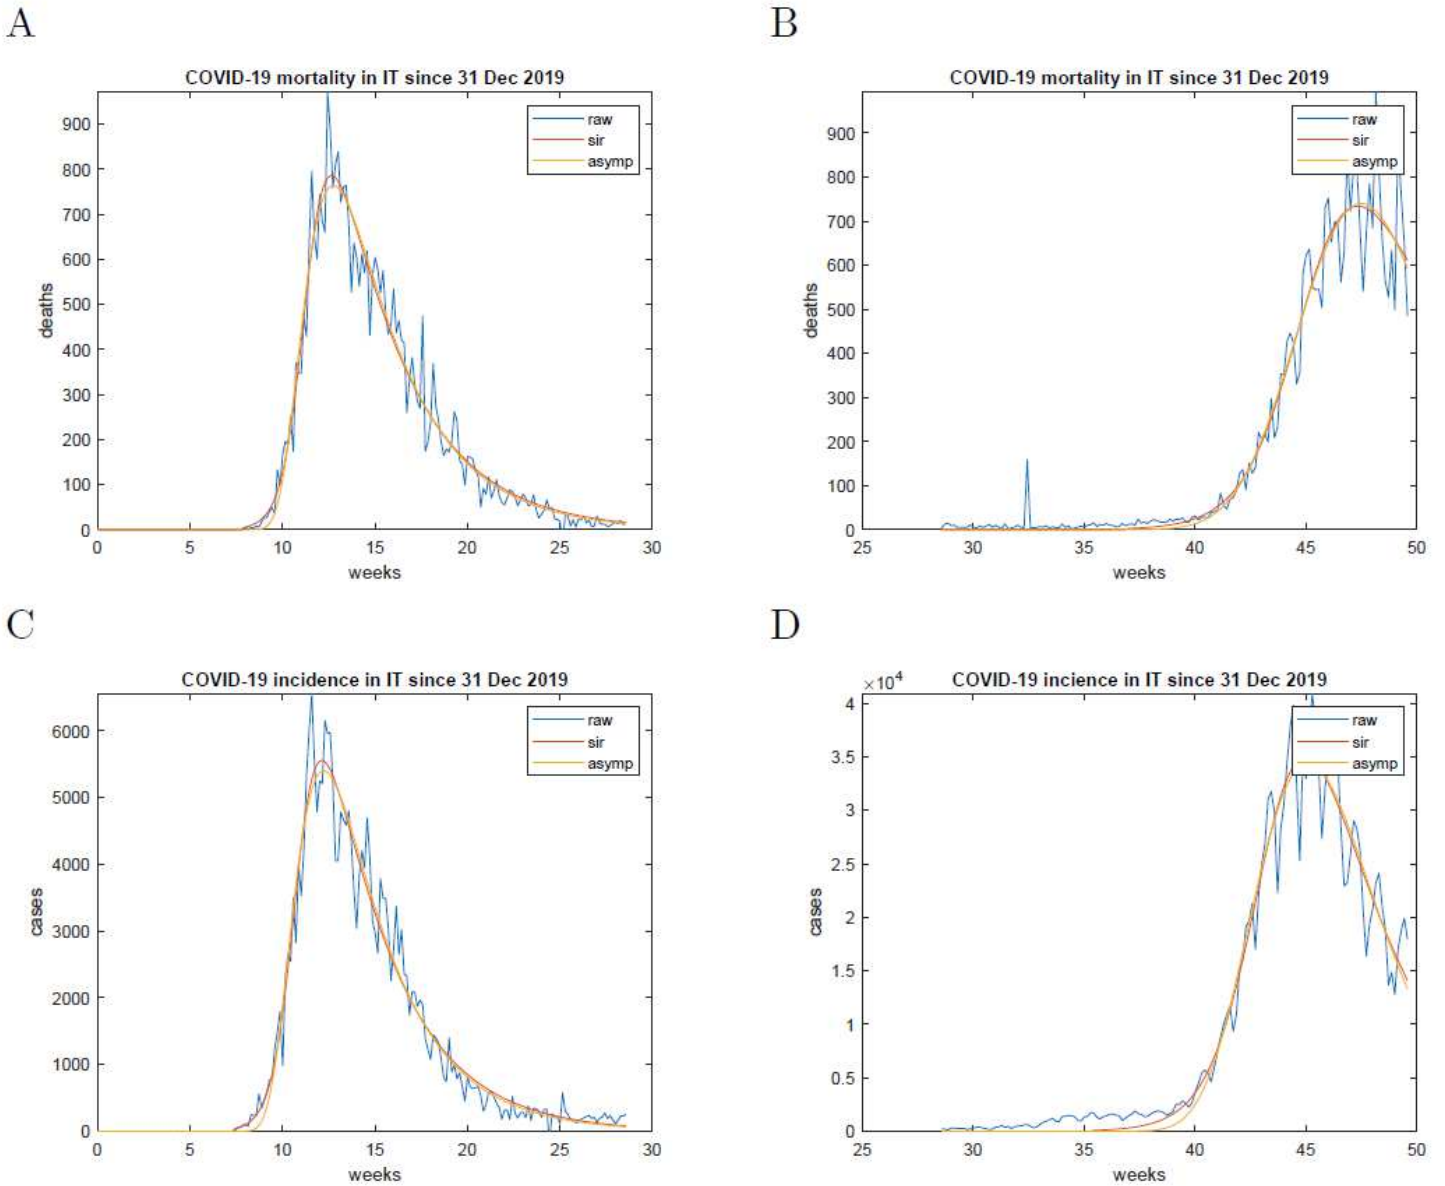 A
COVID-19 mortality in IT since 31 Dec 2019
raw
sir
asymp
900
800
700
600
500
400
300
200
100
0
deaths
0 5 10 15 20 25 30
weeks
B
COVID-19 mortality in IT since 31 Dec 2019
raw
sir
asymp
900
800
700
600
500
400
300
200
100
0
deaths
25 30 35 40 45 50
weeks
C
COVID-19 incidence in IT since 31 Dec 2019
raw
sir
asymp
6000
5000
4000
3000
2000
1000
0
cases
0 5 10 15 20 25 30
weeks
D
×10⁴
COVID-19 incience in IT since 31 Dec 2019
raw
sir
asymp
4
3.5
3
2.5
2
1.5
1
0.5
0
cases
25 30 35 40 45 50
weeks